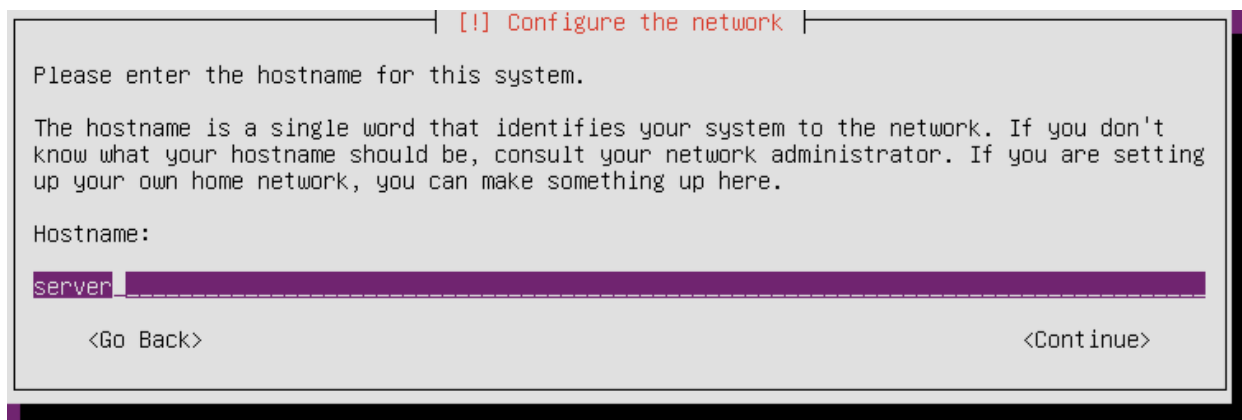 [!] Configure the network
Please enter the hostname for this system.
The hostname is a single word that identifies your system to the network. If you don't
know what your hostname should be, consult your network administrator. If you are setting
up your own home network, you can make something up here.
Hostname:
server
<Go Back> <Continue>